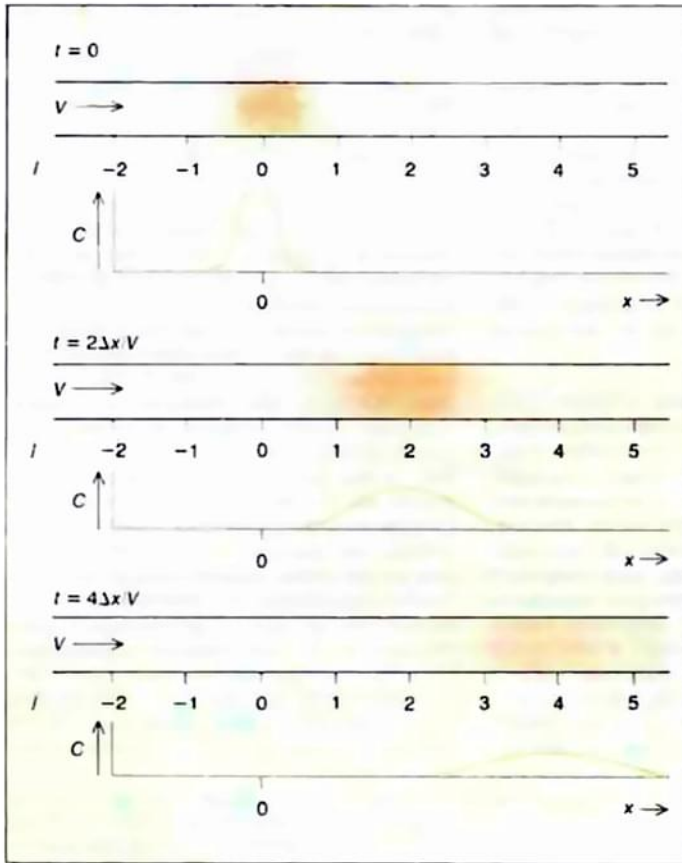 t = 0
V →
i -2 -1 0 1 2 3 4 5
C
0 x →
t = 2Δx/V
V →
i -2 -1 0 1 2 3 4 5
C
0 x →
t = 4Δx/V
V →
i -2 -1 0 1 2 3 4 5
C
0 x →